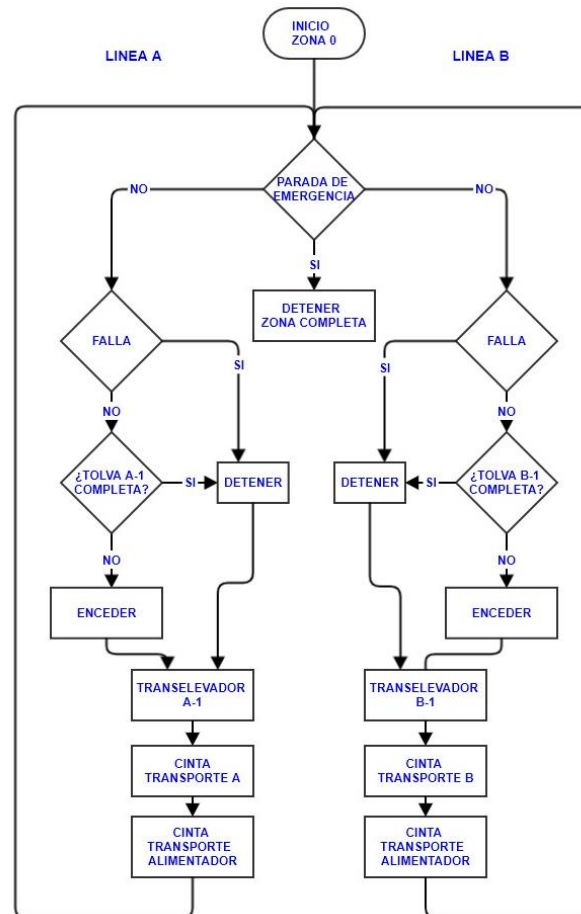 INICIO
ZONA 0
LINEA A
LINEA B
PARADA DE
EMERGENCIA
NO
NO
SI
DETENER
ZONA COMPLETA
FALLA
FALLA
SI
SI
NO
NO
¿TOLVA A-1
COMPLETA?
SI
DETENER
DETENER
SI
¿TOLVA B-1
COMPLETA?
NO
NO
ENCEDER
ENCEDER
TRANSELEVADOR
A-1
TRANSELEVADOR
B-1
CINTA
TRANSPORTE A
CINTA
TRANSPORTE B
CINTA
TRANSPORTE
ALIMENTADOR
CINTA
TRANSPORTE
ALIMENTADOR